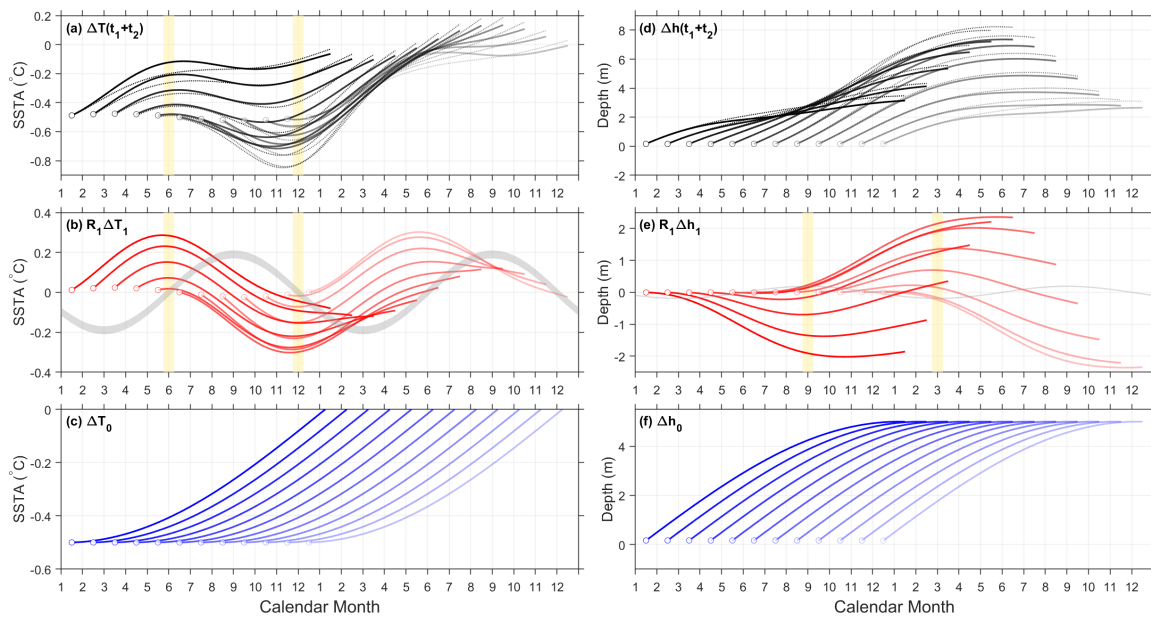 (a) ΔT(t1+t2)
SSTA (°C)
0.2
0
-0.2
-0.4
-0.6
-0.8
1 2 3 4 5 6 7 8 9 10 11 12 1 2 3 4 5 6 7 8 9 10 11 12
(b) R1ΔT1
SSTA (°C)
0.4
0.2
0
-0.2
-0.4
1 2 3 4 5 6 7 8 9 10 11 12 1 2 3 4 5 6 7 8 9 10 11 12
(c) ΔT0
SSTA (°C)
0
-0.2
-0.4
-0.6
1 2 3 4 5 6 7 8 9 10 11 12 1 2 3 4 5 6 7 8 9 10 11 12
Calendar Month
(d) Δh(t1+t2)
Depth (m)
8
6
4
2
0
-2
1 2 3 4 5 6 7 8 9 10 11 12 1 2 3 4 5 6 7 8 9 10 11 12
(e) R1Δh1
Depth (m)
2
1
0
-1
-2
1 2 3 4 5 6 7 8 9 10 11 12 1 2 3 4 5 6 7 8 9 10 11 12
(f) Δh0
Depth (m)
4
2
0
1 2 3 4 5 6 7 8 9 10 11 12 1 2 3 4 5 6 7 8 9 10 11 12
Calendar Month